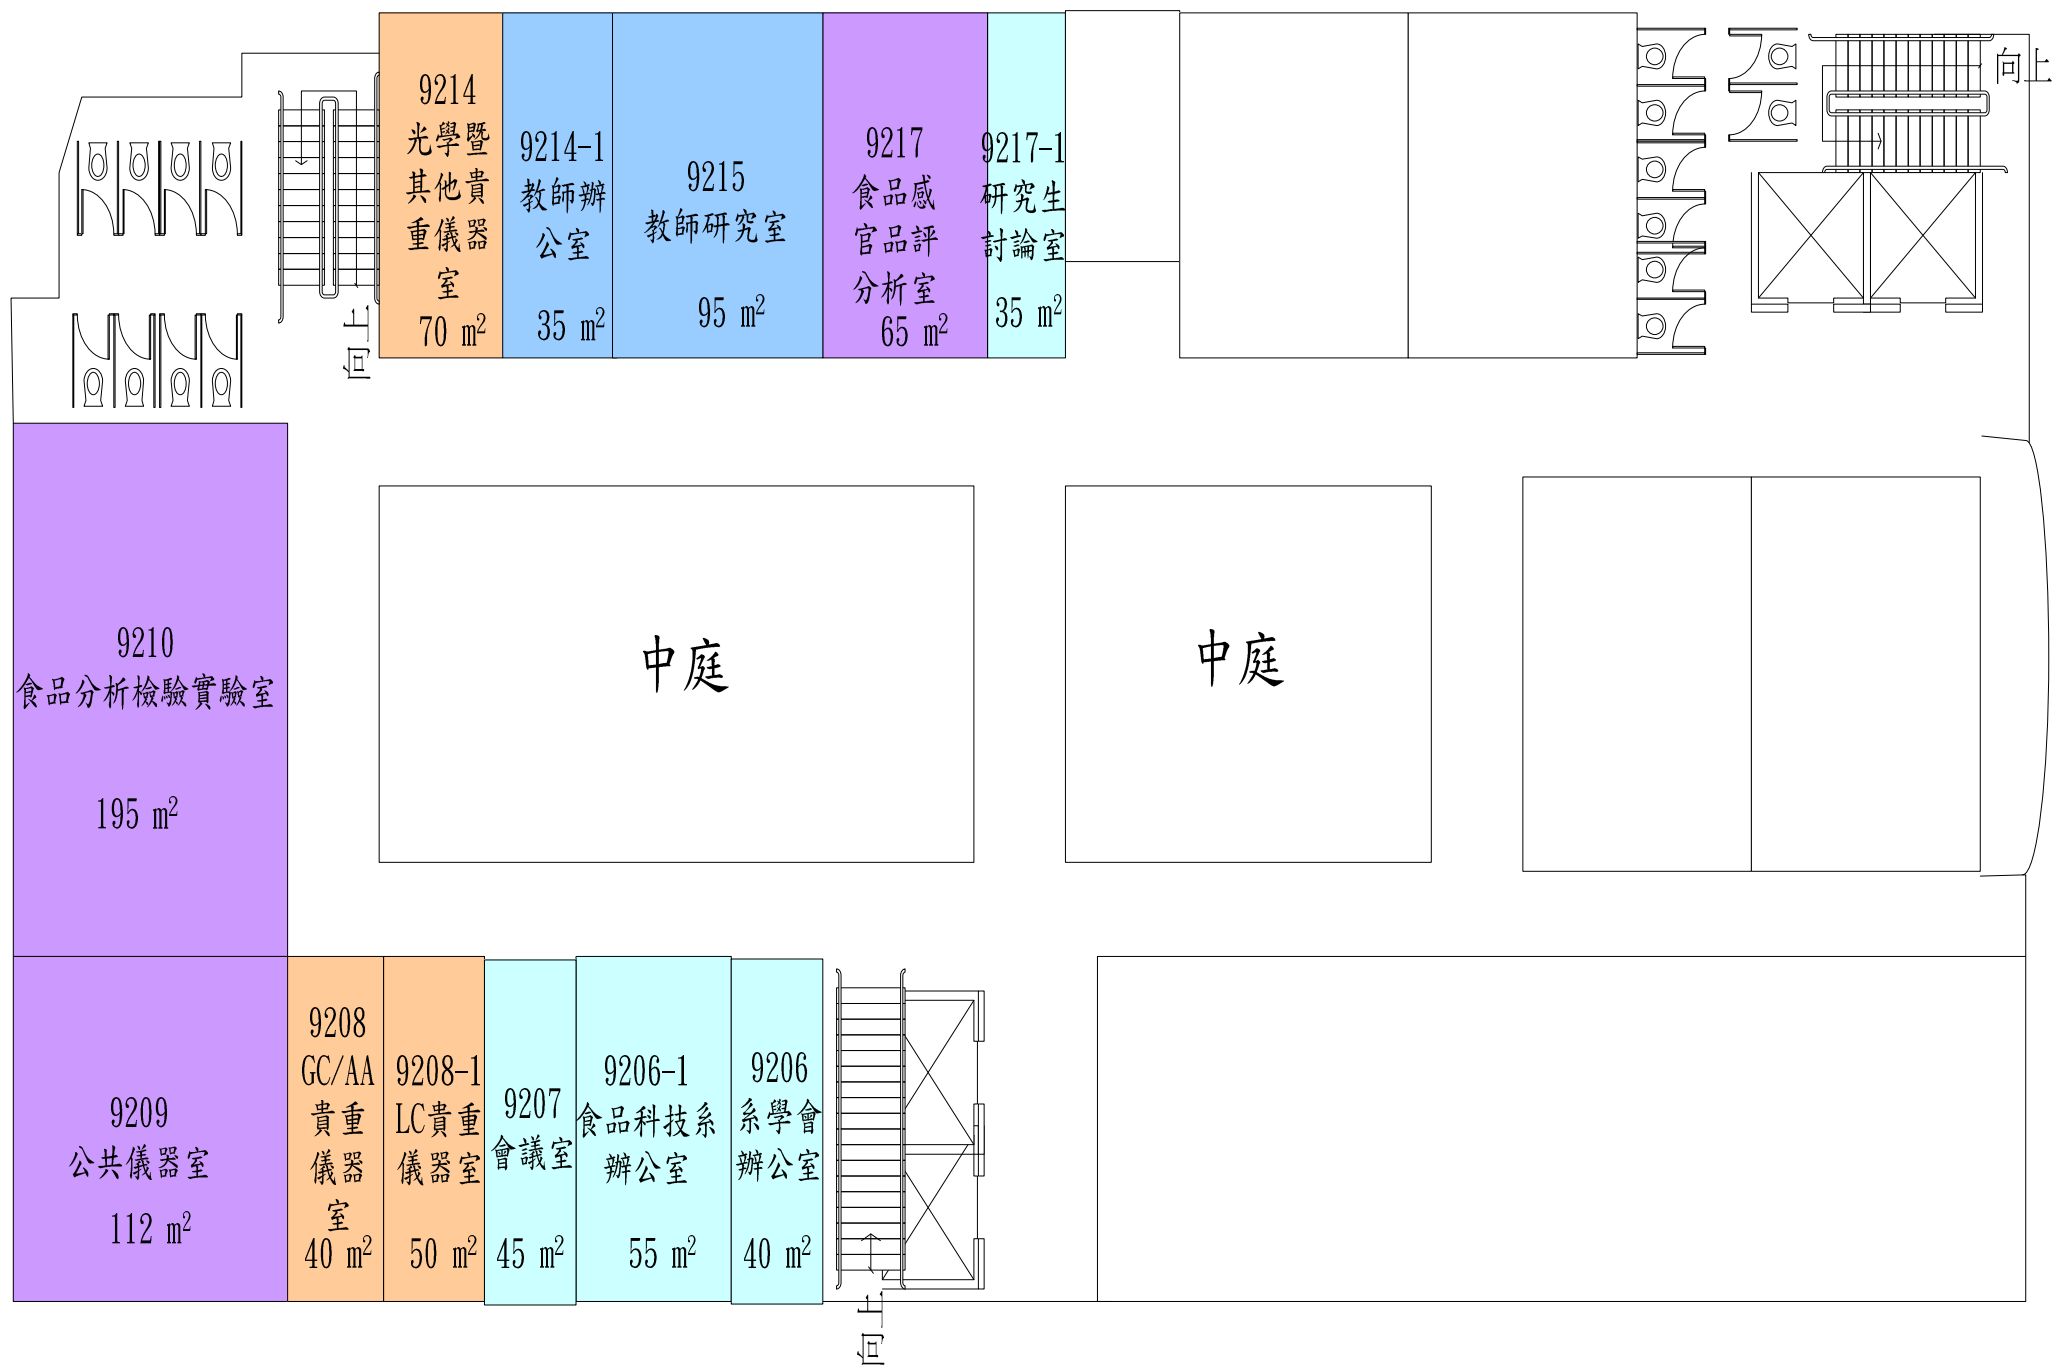 9214
光學暨
其他貴
重儀器
室
70 m²
9214-1
教師辦
公室
35 m²
9215
教師研究室
95 m²
9217
食品感
官品評
分析室
65 m²
9217-1
研究生
討論室
35 m²
向上
向上
9210
食品分析檢驗實驗室
195 m²
中庭
中庭
9209
公共儀器室
112 m²
9208
GC/AA
貴重
儀器
室
40 m²
9208-1
LC貴重
儀器室
50 m²
9207
會議室
45 m²
9206-1
食品科技系
辦公室
55 m²
9206
系學會
辦公室
40 m²
向上